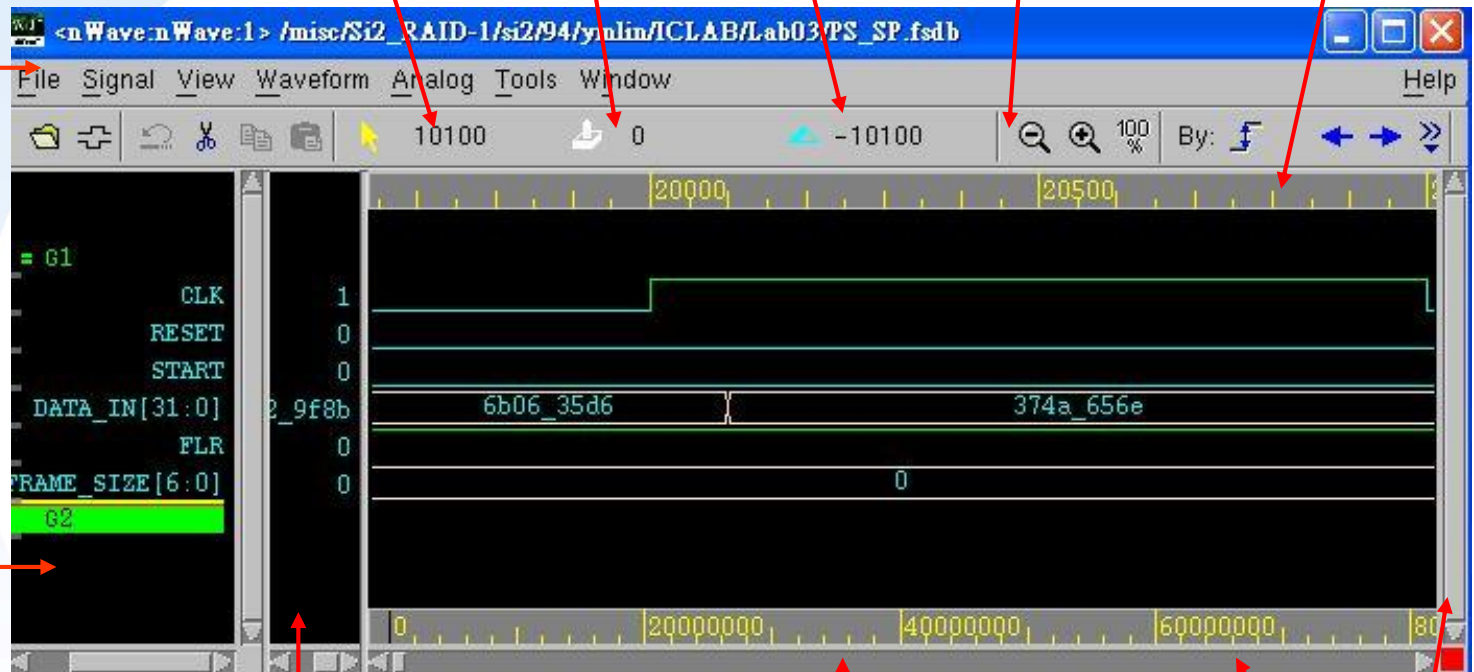 <nWave:nWave:1> /misc/Si2_RAID-1/si2/94/ymlin/ICLAB/Lab03/PS_SP.fsdb
File Signal View Waveform Analog Tools Window Help
10100 0 -10100 100 % By:
20000 20500
= G1
CLK 1
RESET 0
START 0
DATA_IN[31:0] 2_9f8b 6b06_35d6 374a_656e
FLR 0
FRAME_SIZE[6:0] 0 0
G2
0 20000000 40000000 60000000